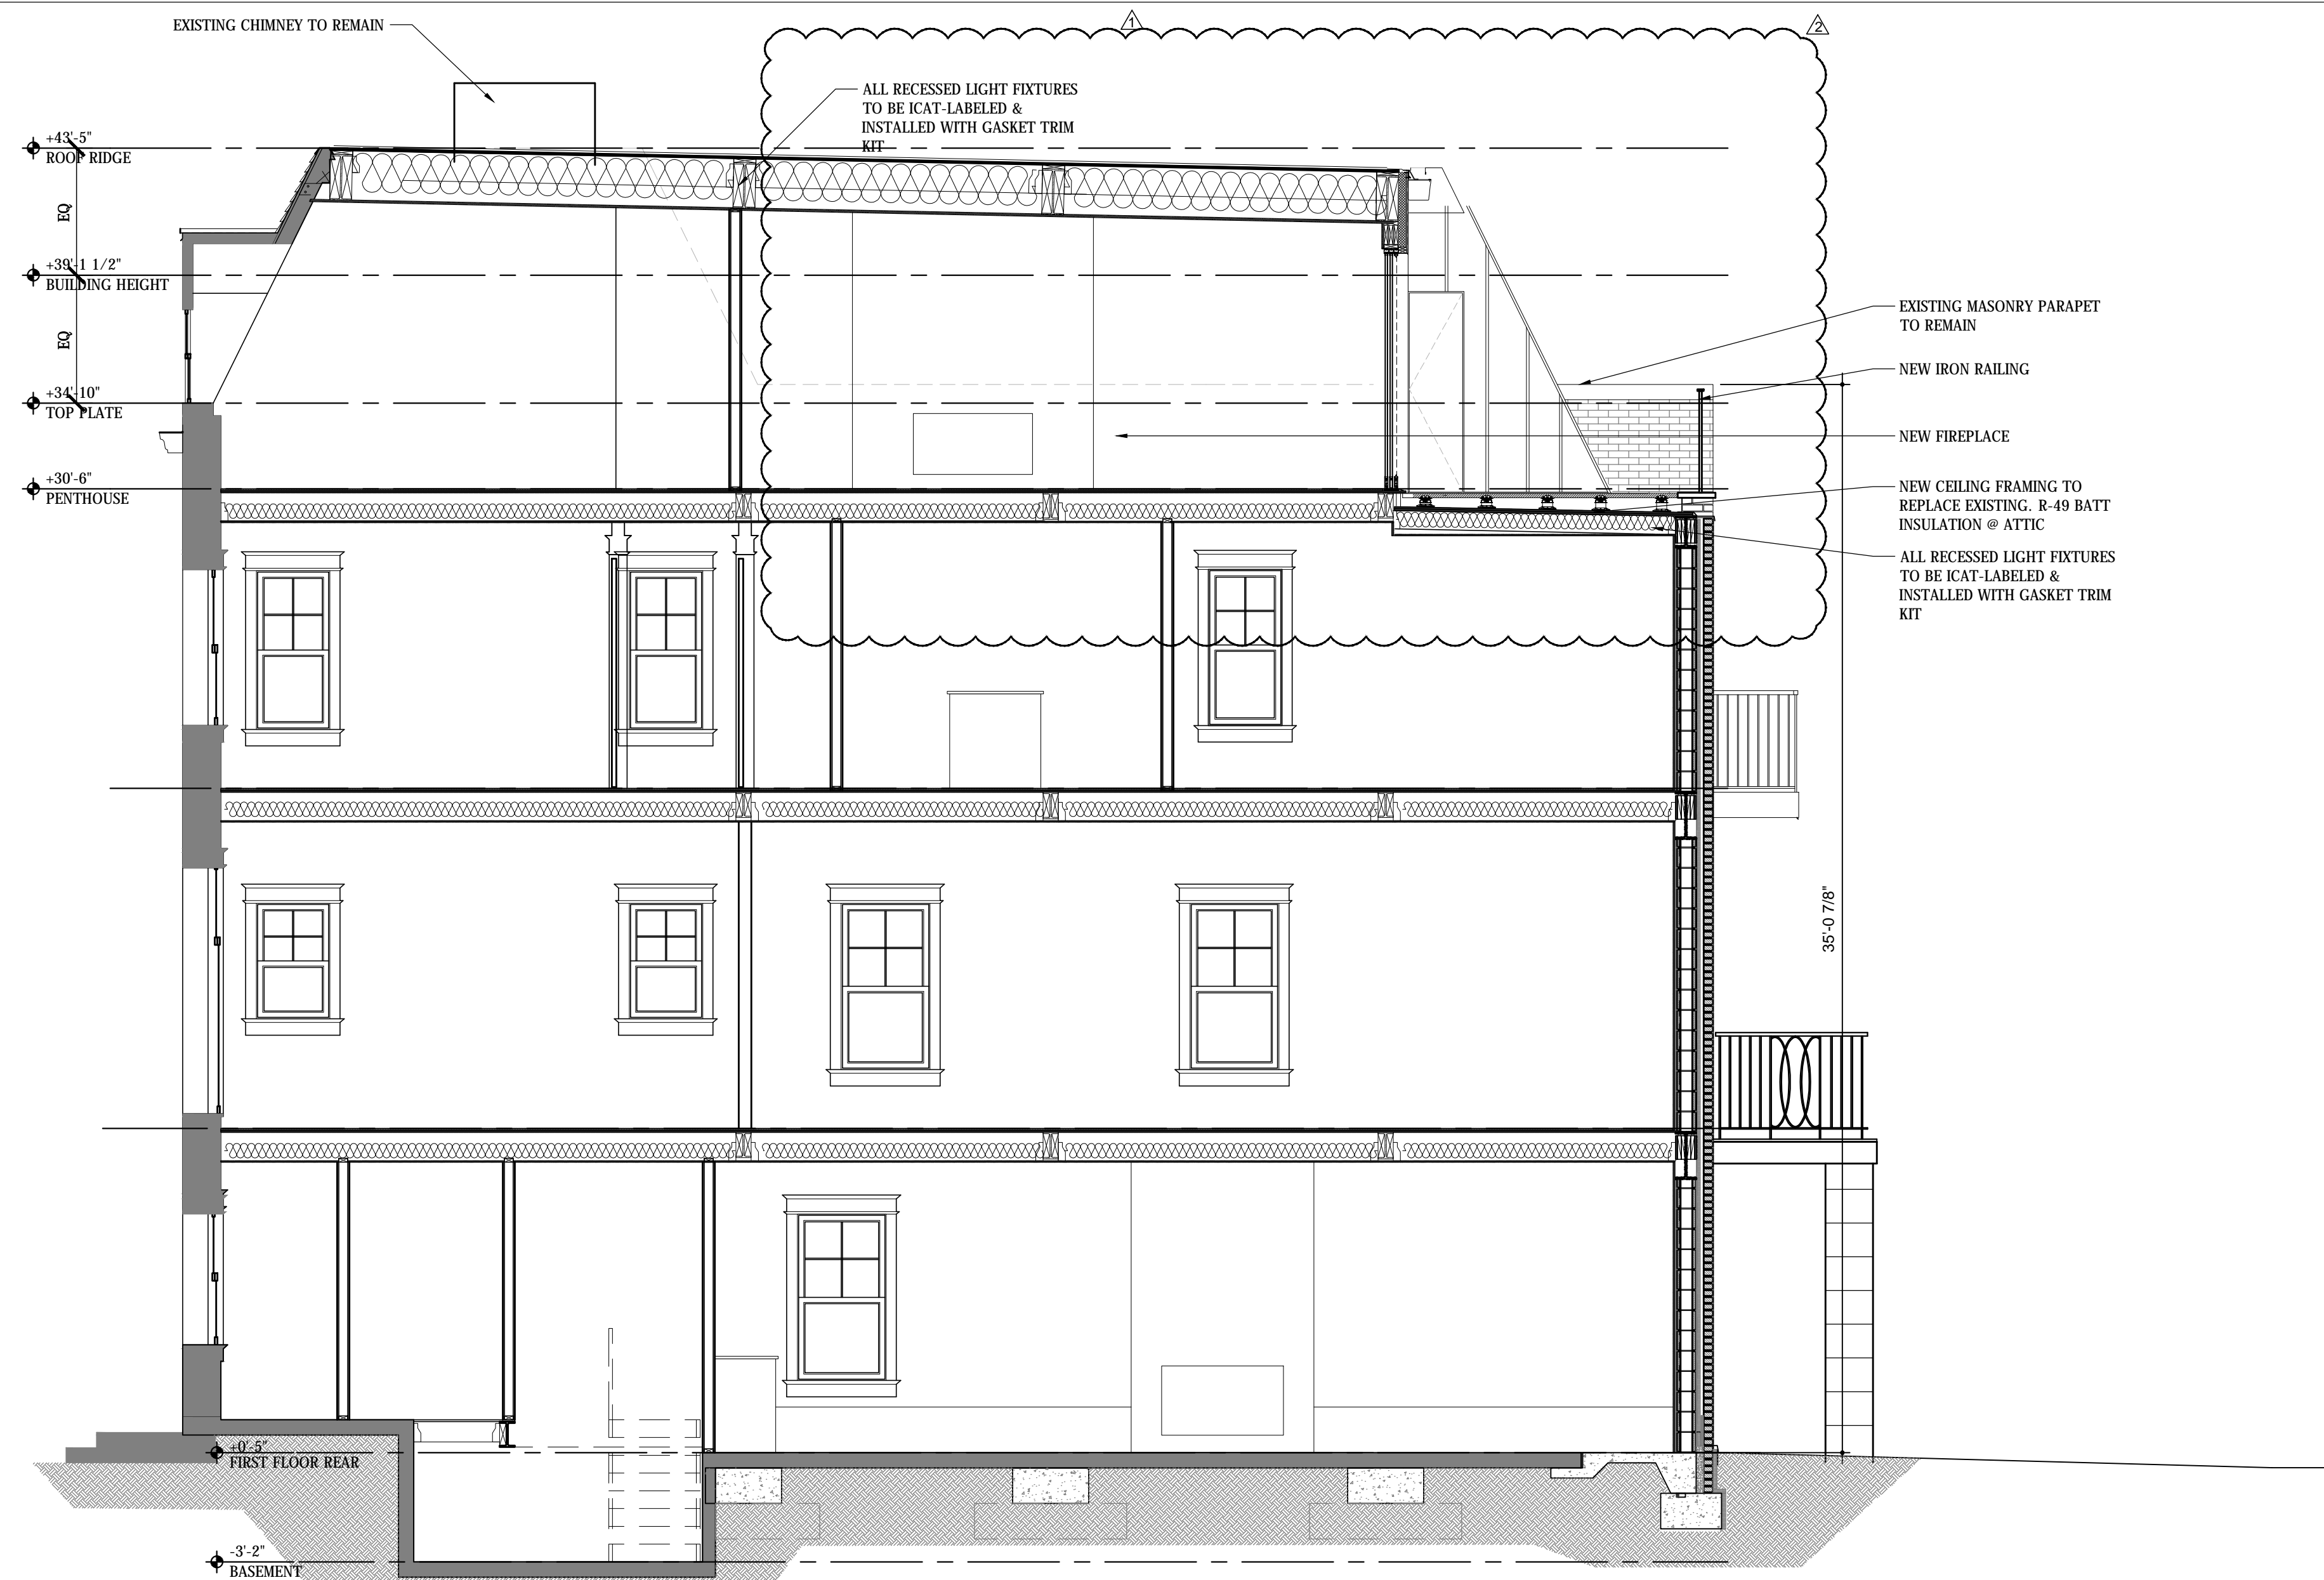 1
2
EXISTING CHIMNEY TO REMAIN
ALL RECESSED LIGHT FIXTURES
TO BE ICAT-LABELED &
INSTALLED WITH GASKET TRIM
KIT
+43'-5"
ROOF RIDGE
EQ
+39'-1 1/2"
BUILDING HEIGHT
EQ
+34'-10"
TOP PLATE
+30'-6"
PENTHOUSE
EXISTING MASONRY PARAPET
TO REMAIN
NEW IRON RAILING
NEW FIREPLACE
NEW CEILING FRAMING TO
REPLACE EXISTING. R-49 BATT
INSULATION @ ATTIC
ALL RECESSED LIGHT FIXTURES
TO BE ICAT-LABELED &
INSTALLED WITH GASKET TRIM
KIT
35'-0 7/8"
+0'-5"
FIRST FLOOR REAR
-3'-2"
BASEMENT